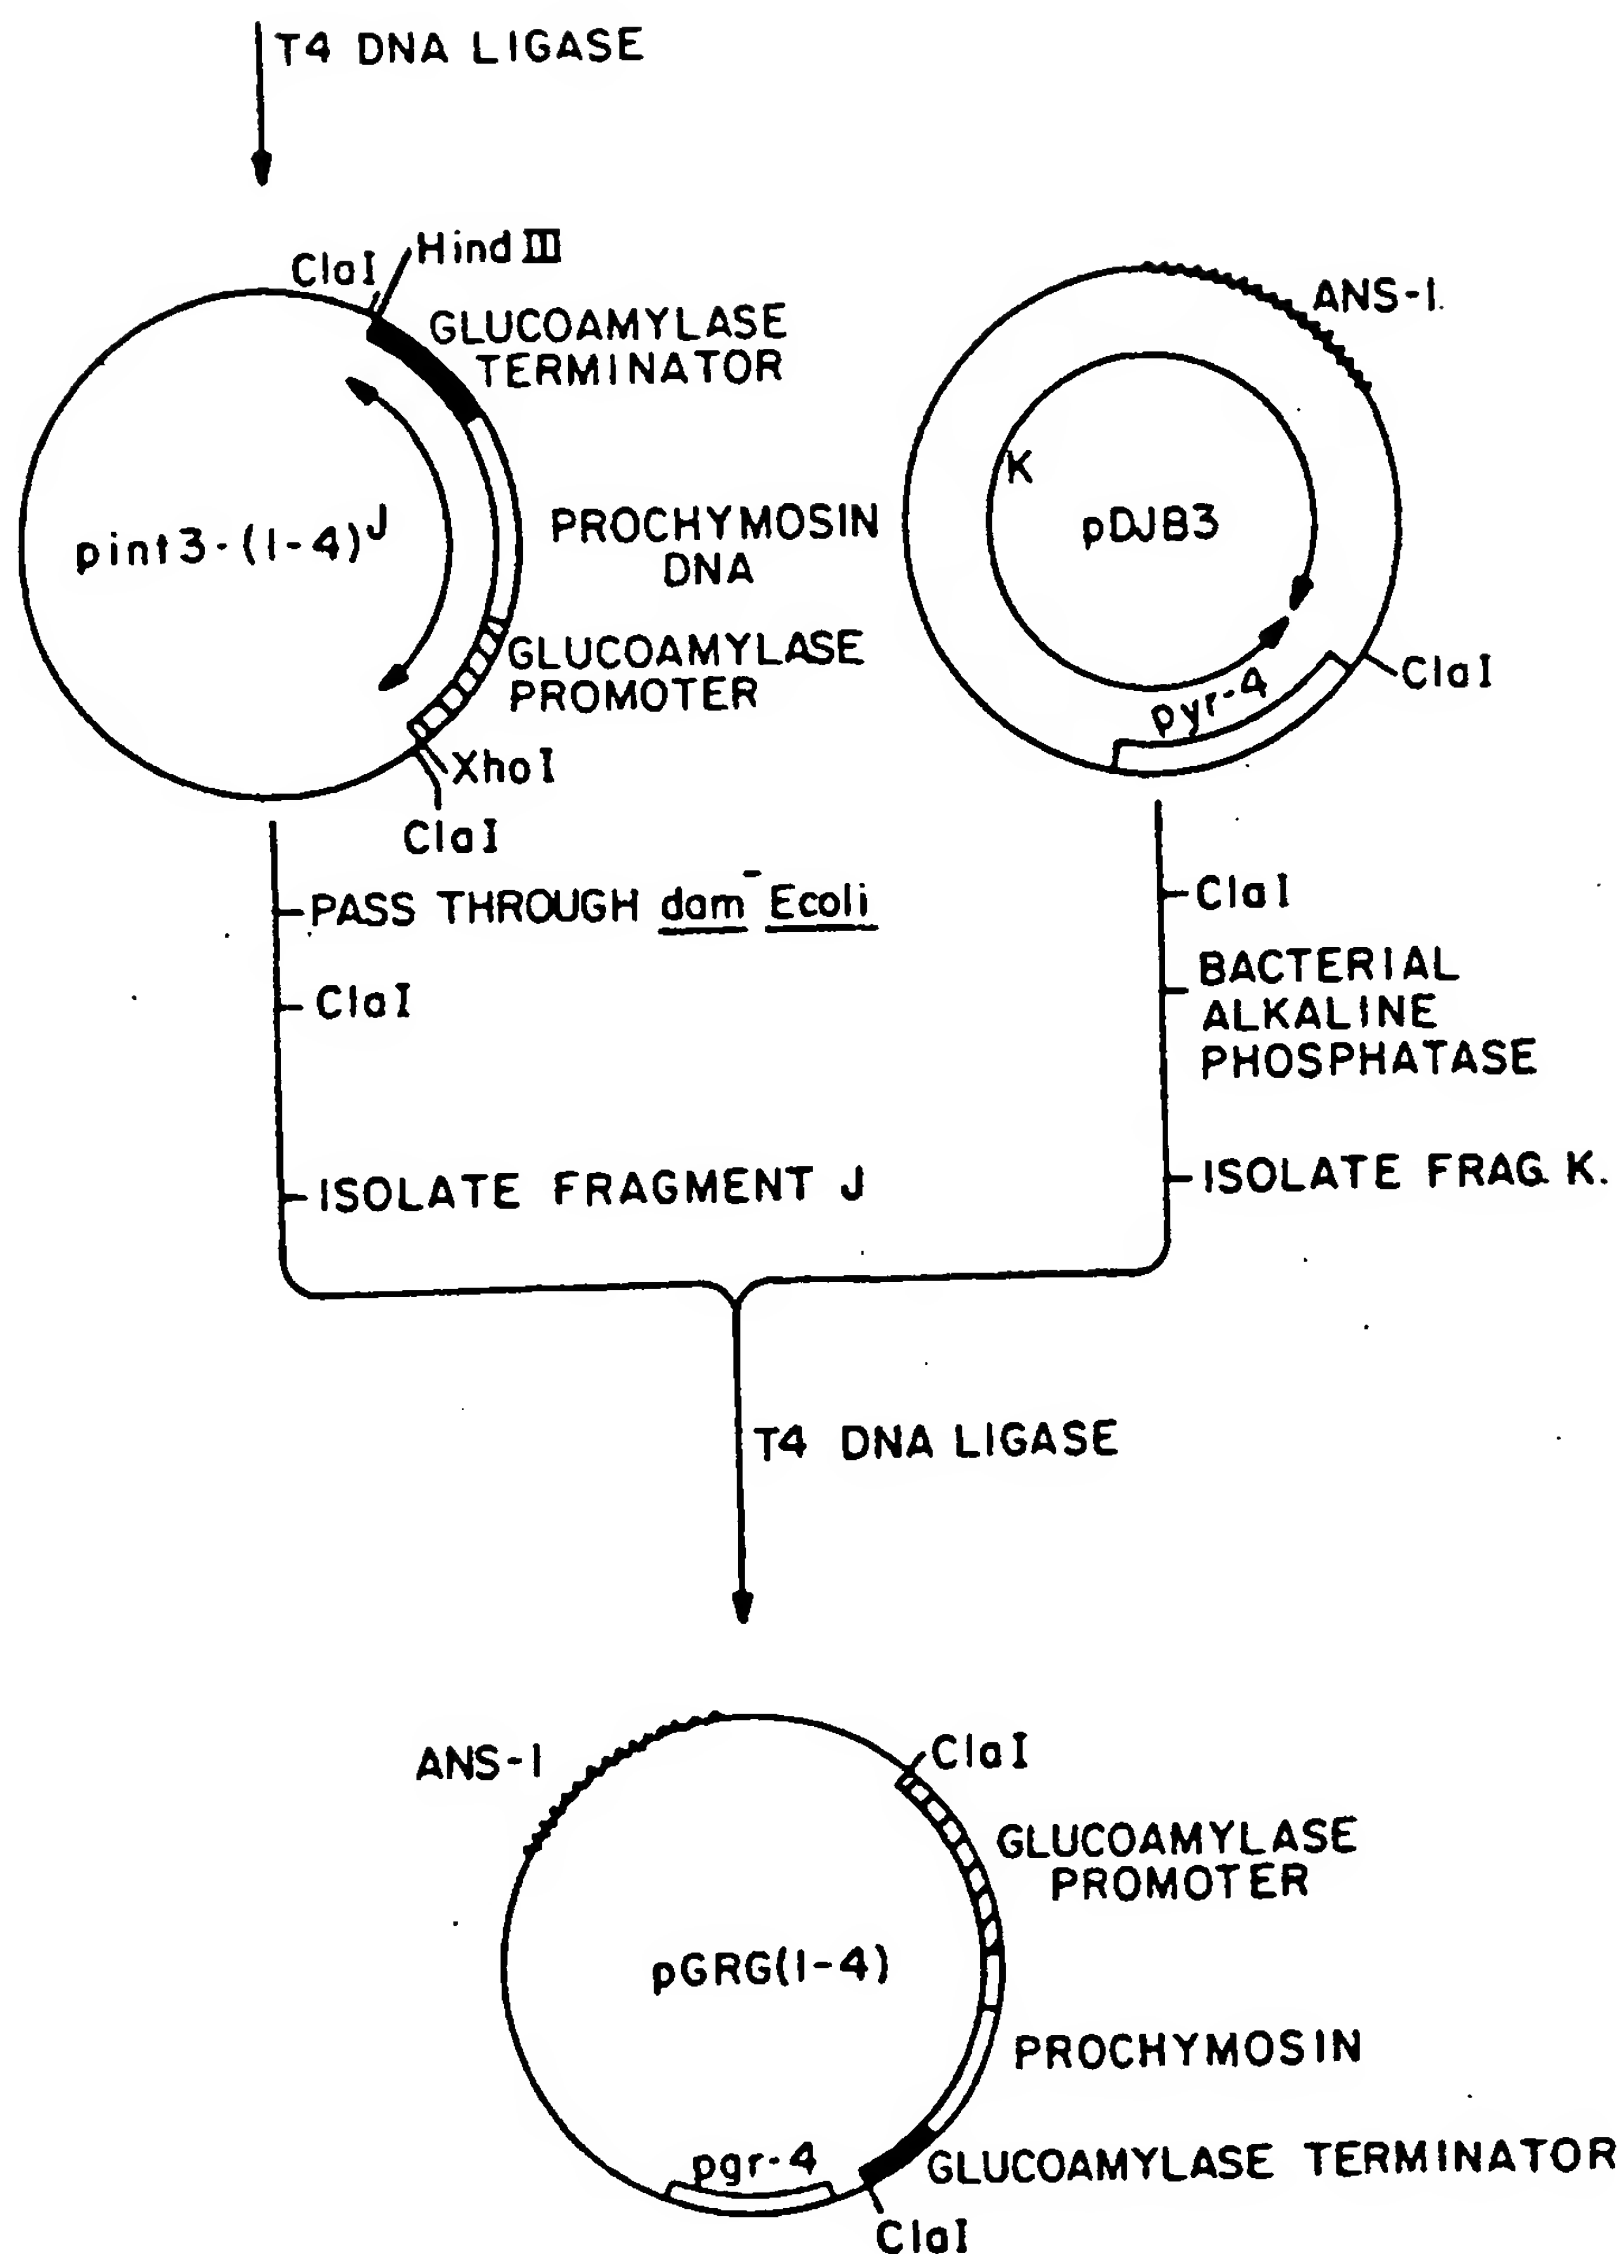 T4 DNA LIGASE
ClaI
Hind III
GLUCOAMYLASE
TERMINATOR
pint3-(1-4)
J
PROCHYMOSIN
DNA
GLUCOAMYLASE
PROMOTER
XhoI
ClaI
ANS-1
K
pDJB3
pyr-4
ClaI
PASS THROUGH dam⁻ Ecoli
ClaI
ISOLATE FRAGMENT J
ClaI
BACTERIAL
ALKALINE
PHOSPHATASE
ISOLATE FRAG. K.
T4 DNA LIGASE
ANS-1
ClaI
GLUCOAMYLASE
PROMOTER
pGRG(1-4)
PROCHYMOSIN
pgr-4
GLUCOAMYLASE TERMINATOR
ClaI